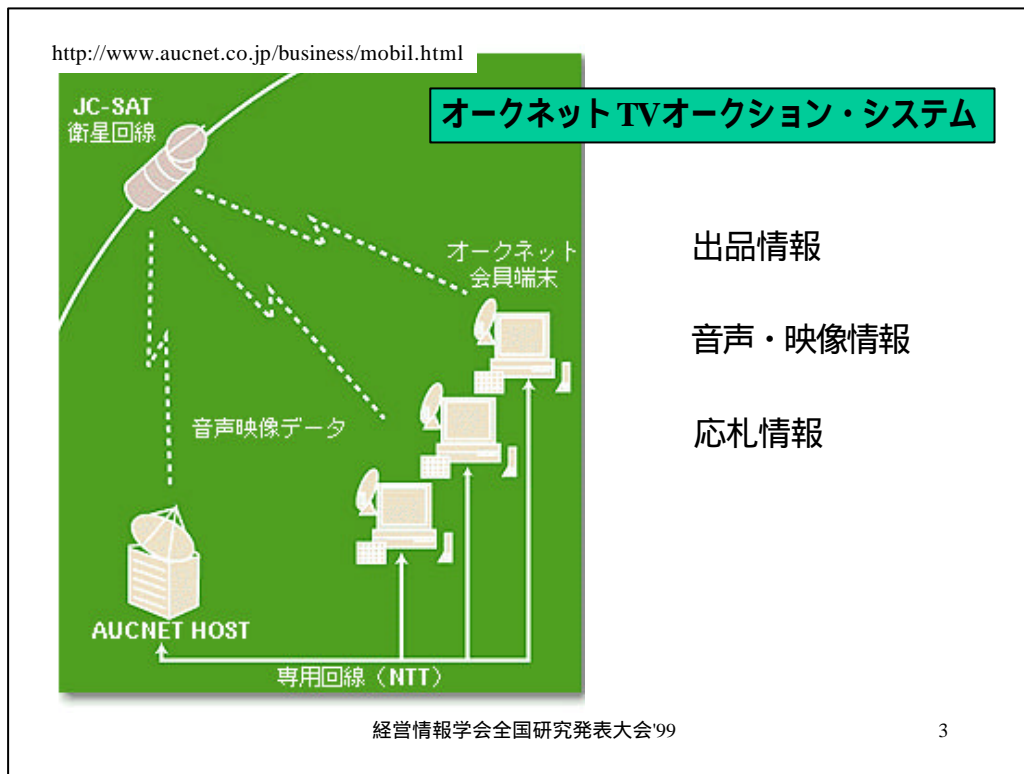 http://www.aucnet.co.jp/business/mobil.html
オークネット TVオークション・システム
JC-SAT
衛星回線
オークネット
会員端末
音声映像データ
AUCNET HOST
専用回線（NTT）
出品情報
音声・映像情報
応札情報
経営情報学会全国研究発表大会'99
3